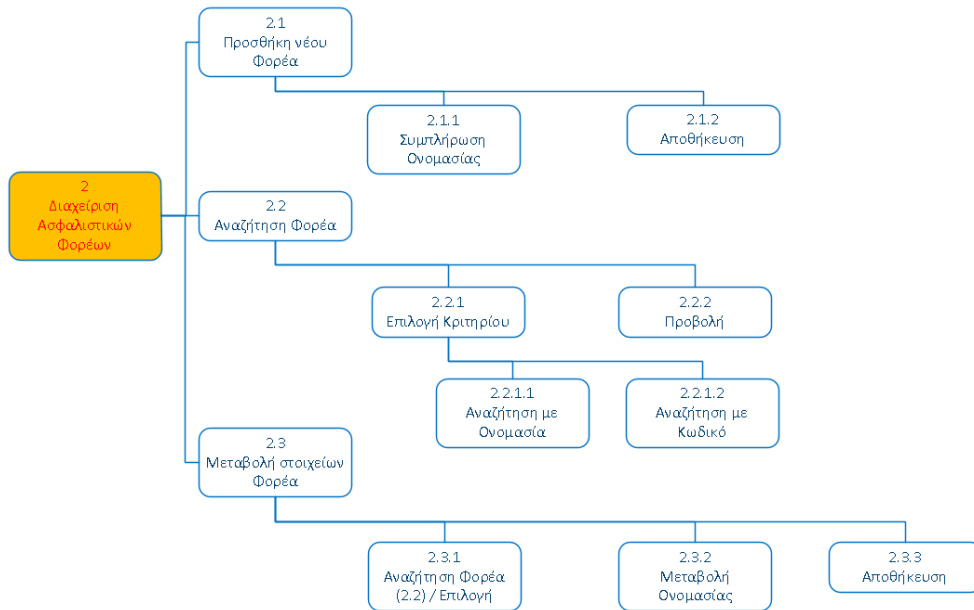 2.1
Προσθήκη νέου
Φορέα
2.1.1
Συμπλήρωση
Ονομασίας
2.1.2
Αποθήκευση
2
Διαχείριση
Ασφαλιστικών
Φορέων
2.2
Αναζήτηση Φορέα
2.2.1
Επιλογή Κριτηρίου
2.2.2
Προβολή
2.2.1.1
Αναζήτηση με
Ονομασία
2.2.1.2
Αναζήτηση με
Κωδικό
2.3
Μεταβολή στοιχείων
Φορέα
2.3.1
Αναζήτηση Φορέα
(2.2) / Επιλογή
2.3.2
Μεταβολή
Ονομασίας
2.3.3
Αποθήκευση